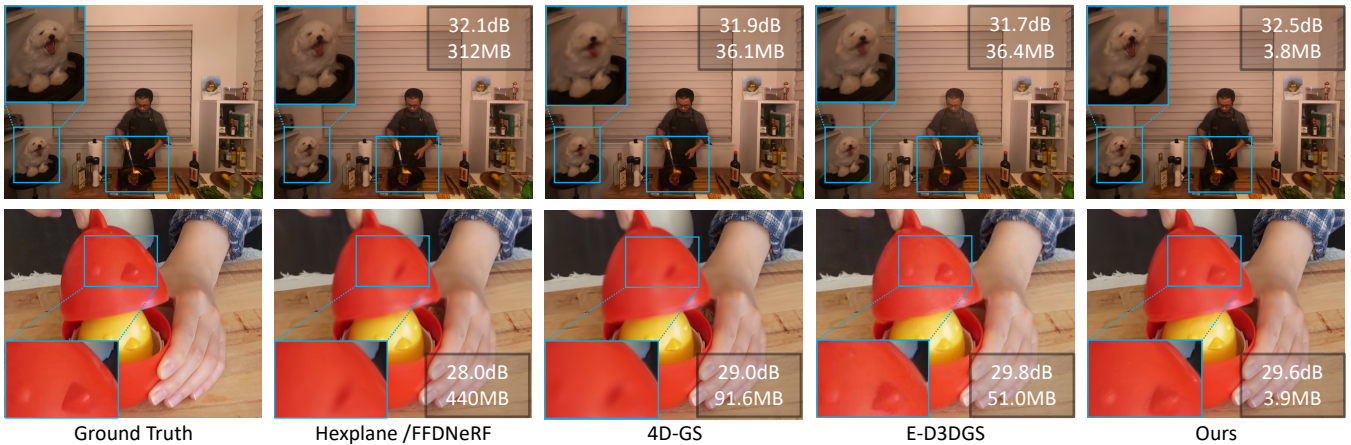 32.1dB
312MB
31.9dB
36.1MB
31.7dB
36.4MB
32.5dB
3.8MB
28.0dB
440MB
29.0dB
91.6MB
29.8dB
51.0MB
29.6dB
3.9MB
Ground Truth
Hexplane /FFDNeRF
4D-GS
E-D3DGS
Ours